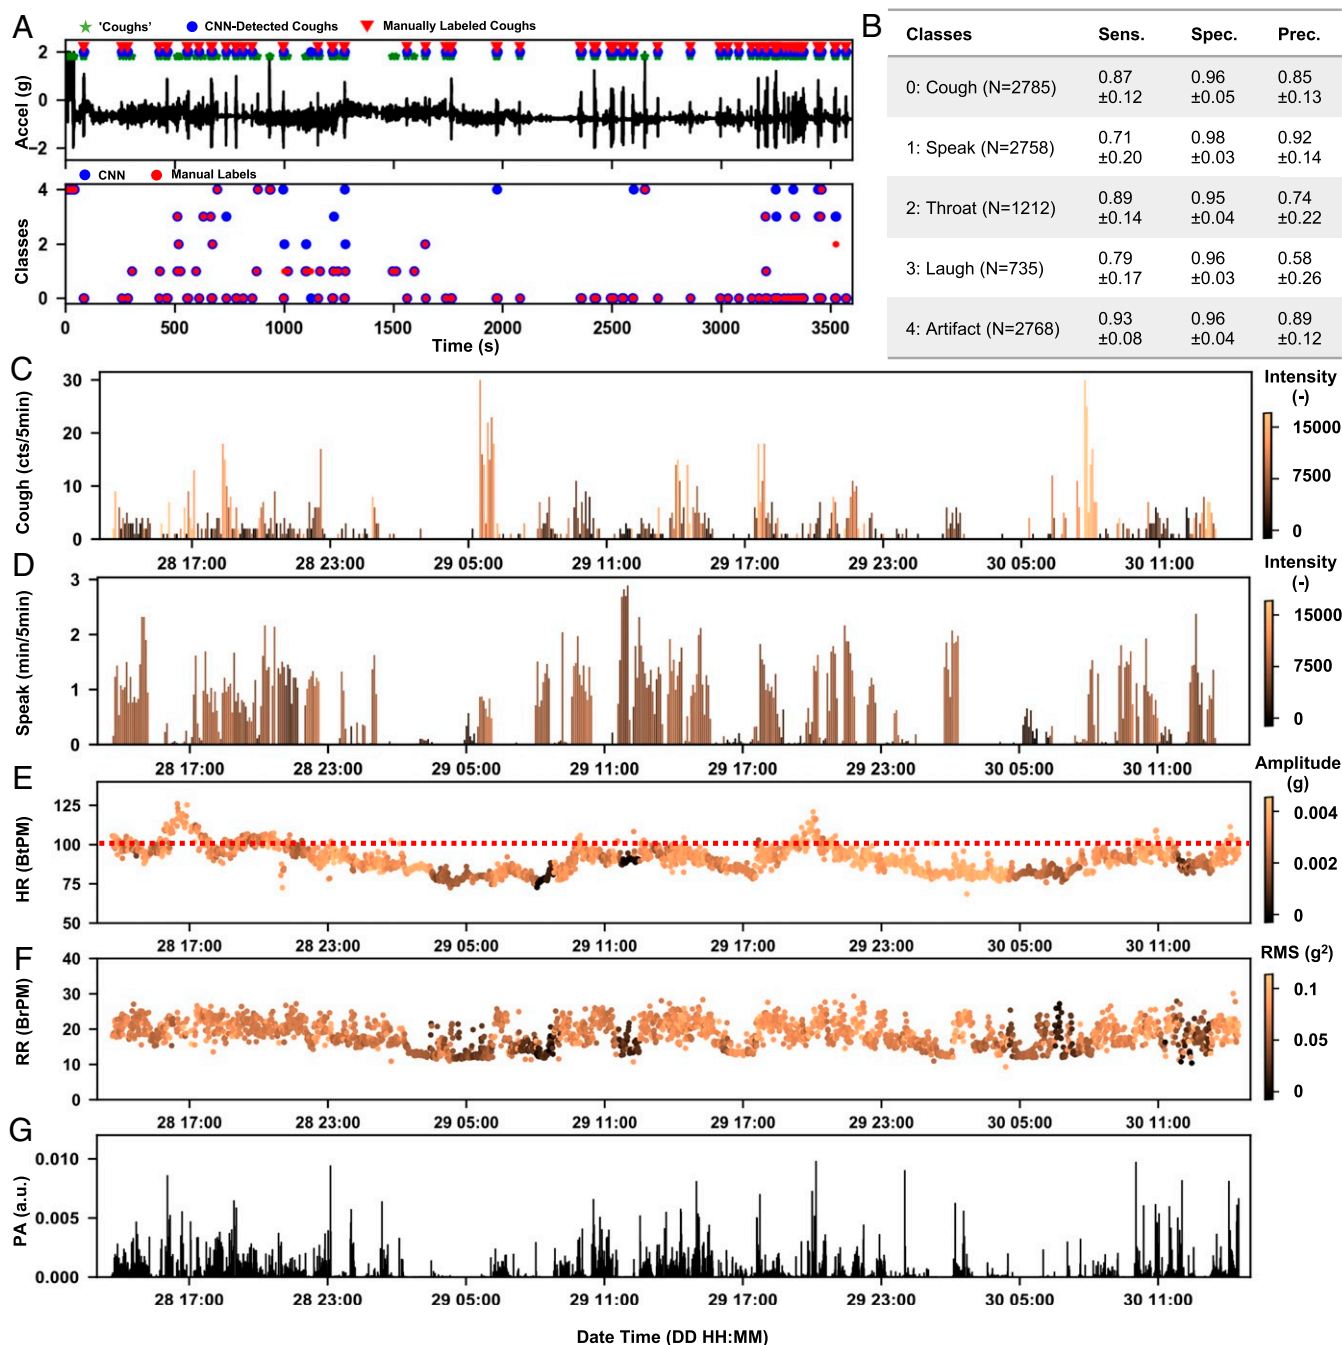 A
'Coughs'
CNN-Detected Coughs
Manually Labeled Coughs
Accel (g)
2
0
−2
CNN
Manual Labels
Classes
4
2
0
0 500 1000 1500 2000 2500 3000 3500
Time (s)
B
Classes Sens. Spec. Prec.
0: Cough (N=2785) 0.87 ±0.12 0.96 ±0.05 0.85 ±0.13
1: Speak (N=2758) 0.71 ±0.20 0.98 ±0.03 0.92 ±0.14
2: Throat (N=1212) 0.89 ±0.14 0.95 ±0.04 0.74 ±0.22
3: Laugh (N=735) 0.79 ±0.17 0.96 ±0.03 0.58 ±0.26
4: Artifact (N=2768) 0.93 ±0.08 0.96 ±0.04 0.89 ±0.12
C
Cough (cts/5min)
30
20
10
0
28 17:00 28 23:00 29 05:00 29 11:00 29 17:00 29 23:00 30 05:00 30 11:00
Intensity
(-)
15000
7500
0
D
Speak (min/5min)
3
2
1
0
28 17:00 28 23:00 29 05:00 29 11:00 29 17:00 29 23:00 30 05:00 30 11:00
Intensity
(-)
15000
7500
0
E
HR (BtPM)
125
100
75
50
28 17:00 28 23:00 29 05:00 29 11:00 29 17:00 29 23:00 30 05:00 30 11:00
Amplitude
(g)
0.004
0.002
0
F
RR (BrPM)
40
30
20
10
0
28 17:00 28 23:00 29 05:00 29 11:00 29 17:00 29 23:00 30 05:00 30 11:00
RMS (g²)
0.1
0.05
0
G
PA (a.u.)
0.010
0.005
0.000
28 17:00 28 23:00 29 05:00 29 11:00 29 17:00 29 23:00 30 05:00 30 11:00
Date Time (DD HH:MM)